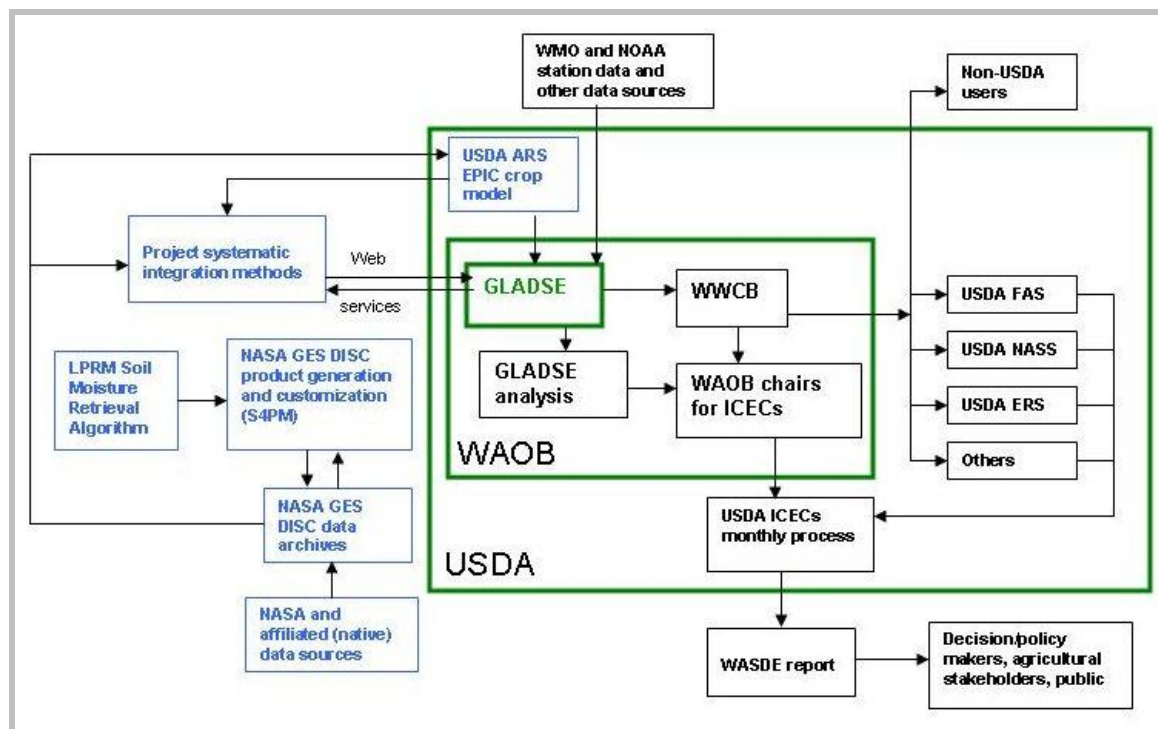 WMO and NOAA
station data and
other data sources
Non-USDA
users
USDA ARS
EPIC crop
model
Project systematic
integration methods
Web
services
GLADSE
WWCB
GLADSE
analysis
WAOB chairs
for ICECs
WAOB
USDA FAS
USDA NASS
USDA ERS
Others
LPRM Soil
Moisture
Retrieval
Algorithm
NASA GES DISC
product generation
and customization
(S4PM)
NASA GES
DISC data
archives
USDA ICECs
monthly process
USDA
NASA and
affiliated (native)
data sources
WASDE report
Decision/policy
makers, agricultural
stakeholders, public